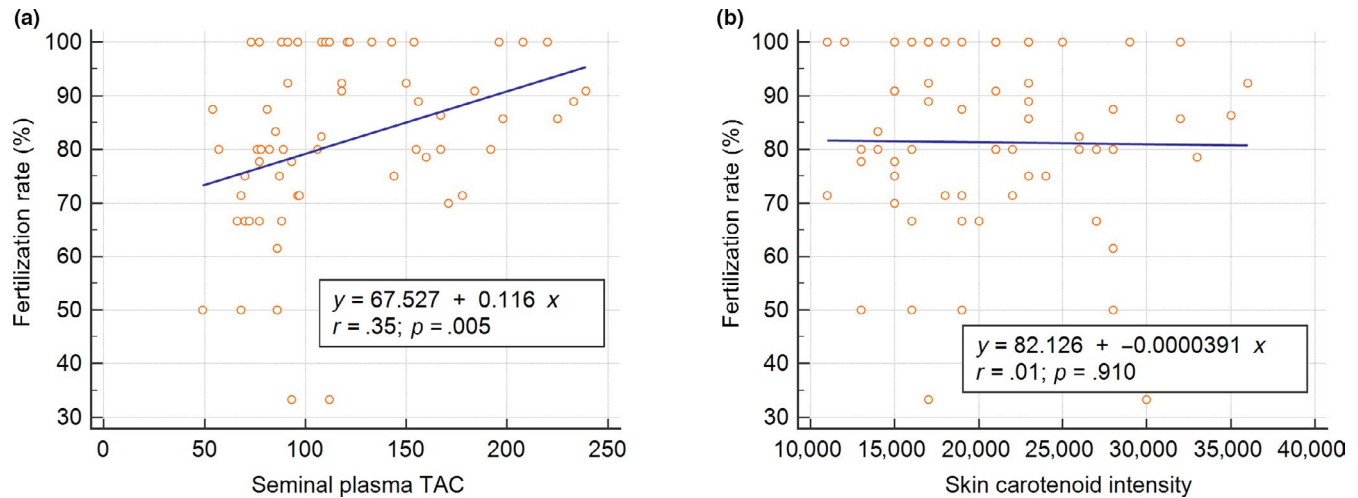 (a)
Fertilization rate (%)
100
90
80
70
60
50
40
30
0 50 100 150 200 250
Seminal plasma TAC
y = 67.527 + 0.116 x
r = .35; p = .005
(b)
Fertilization rate (%)
100
90
80
70
60
50
40
30
10,000 15,000 20,000 25,000 30,000 35,000 40,000
Skin carotenoid intensity
y = 82.126 + −0.0000391 x
r = .01; p = .910